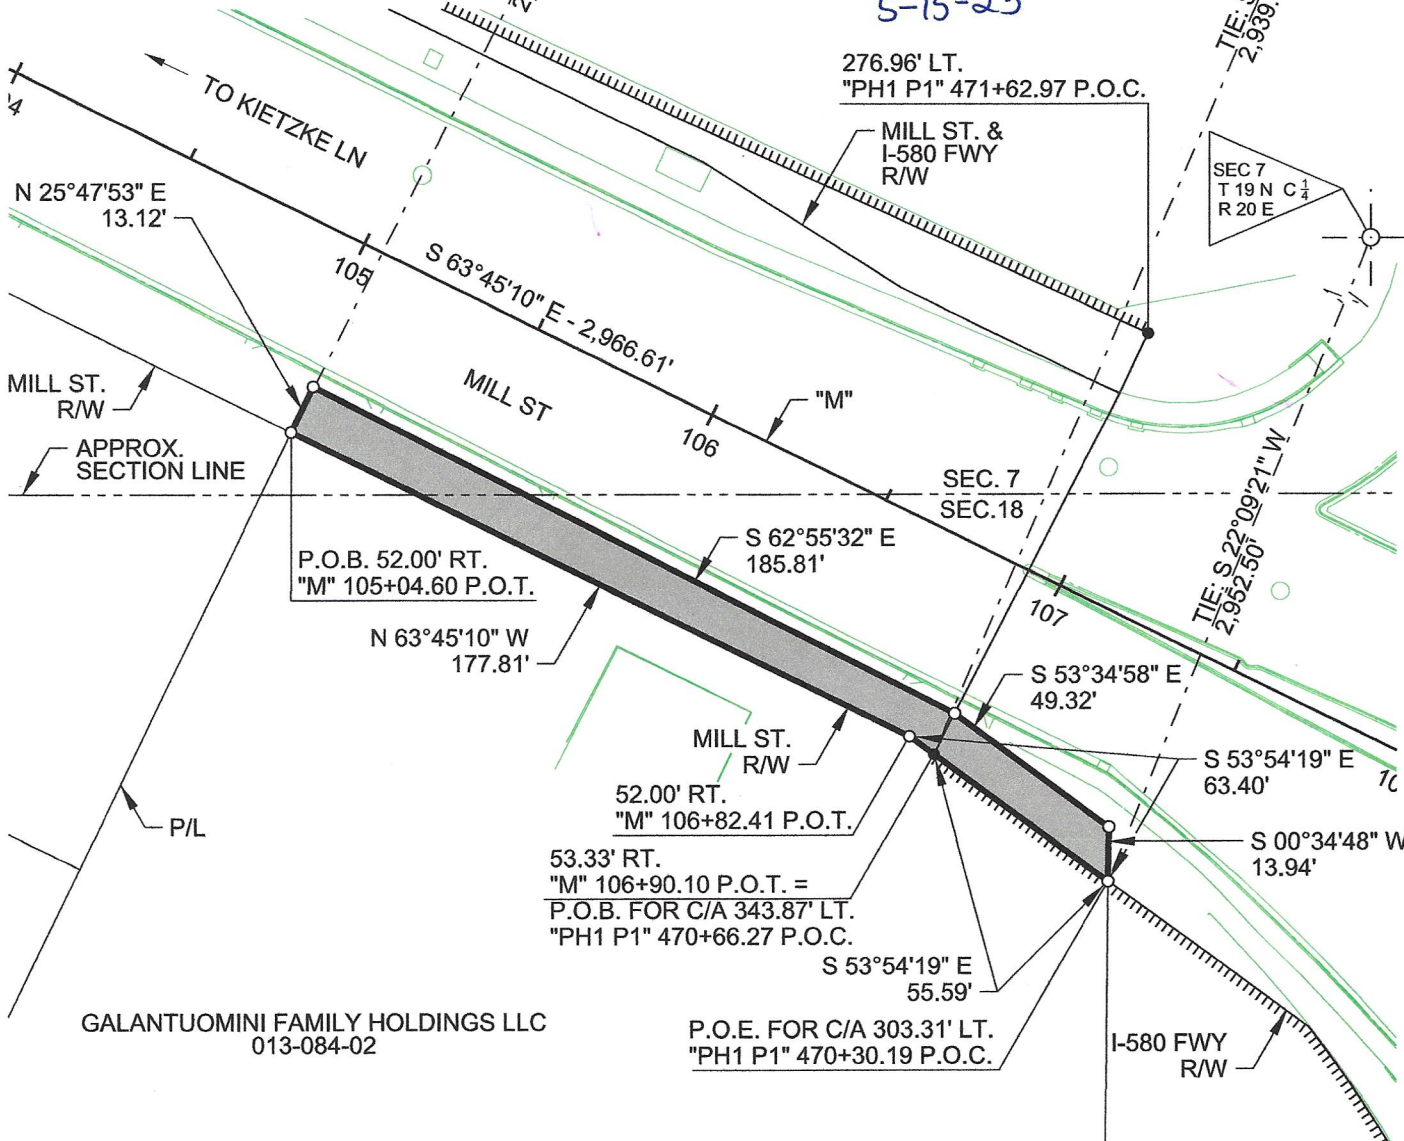 5-15-25
276.96' LT.
"PH1 P1" 471+62.97 P.O.C.
TIE: S
2,939.
TO KIETZKE LN
MILL ST. &
I-580 FWY
R/W
SEC 7
T 19 N C 1/4
R 20 E
N 25°47'53" E
13.12'
105
S 63°45'10" E - 2,966.61'
MILL ST
"M"
106
MILL ST.
R/W
APPROX.
SECTION LINE
SEC. 7
SEC.18
TIE: S 22°09'21" W
2,952.50'
S 62°55'32" E
185.81'
P.O.B. 52.00' RT.
"M" 105+04.60 P.O.T.
107
N 63°45'10" W
177.81'
S 53°34'58" E
49.32'
MILL ST.
R/W
S 53°54'19" E
63.40'
52.00' RT.
"M" 106+82.41 P.O.T.
P/L
S 00°34'48" W
13.94'
53.33' RT.
"M" 106+90.10 P.O.T. =
P.O.B. FOR C/A 343.87' LT.
"PH1 P1" 470+66.27 P.O.C.
S 53°54'19" E
55.59'
GALANTUOMINI FAMILY HOLDINGS LLC
013-084-02
P.O.E. FOR C/A 303.31' LT.
"PH1 P1" 470+30.19 P.O.C.
I-580 FWY
R/W